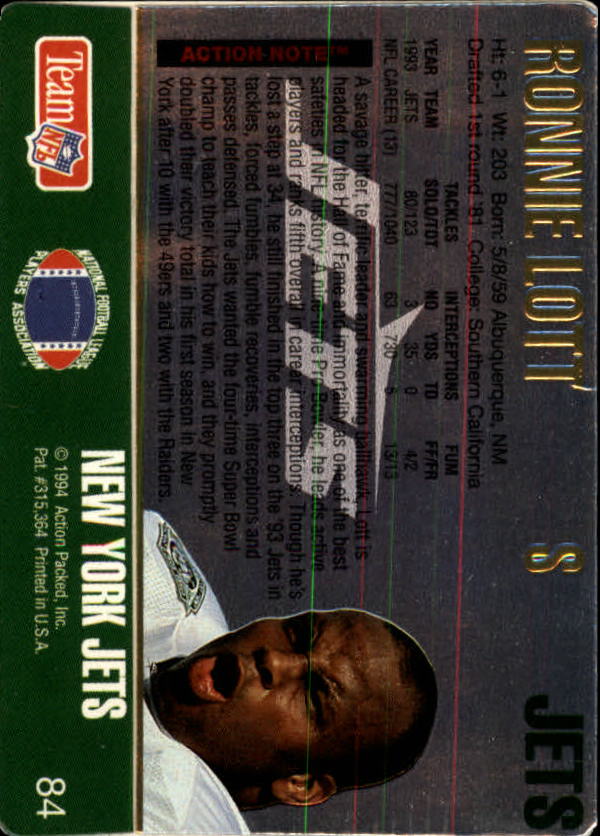 RONNIE LOTT S JETS
Ht: 6-1 Wt: 203 Born: 5/8/59 Albuquerque, NM
Drafted 1st round '81 College: Southern California
TACKLES INTERCEPTIONS FUM
YEAR TEAM SOLO/TOT NO YDS TD FF/FR
1993 JETS 80/123 3 35 0 4/2
NFL CAREER (13) 777/1040 63 730 5 13/13
ACTION-NOTE™
A savage hitter, leader Lott is
headed to the Hall of Fame and immortality as one of the best
safeties in NFL history. A Pro Bowler, he leads active
players and ranks fifth overall career interceptions. Though he's
lost a step at 34, he still finished in the top three on the '93 Jets in
tackles, forced fumbles, fumble recoveries, interceptions and
passes defensed. The Jets wanted the four-time Super Bowl
champ to teach their kids how to win, and they promptly
doubled their victory total in his first season in New
York after 10 with the 49ers and two with the Raiders.
JETS
Team NFL
NATIONAL FOOTBALL LEAGUE
PLAYERS ASSOCIATION
NEW YORK JETS
© 1994 Action Packed, Inc.
Pat. #315,364 Printed in U.S.A.
84